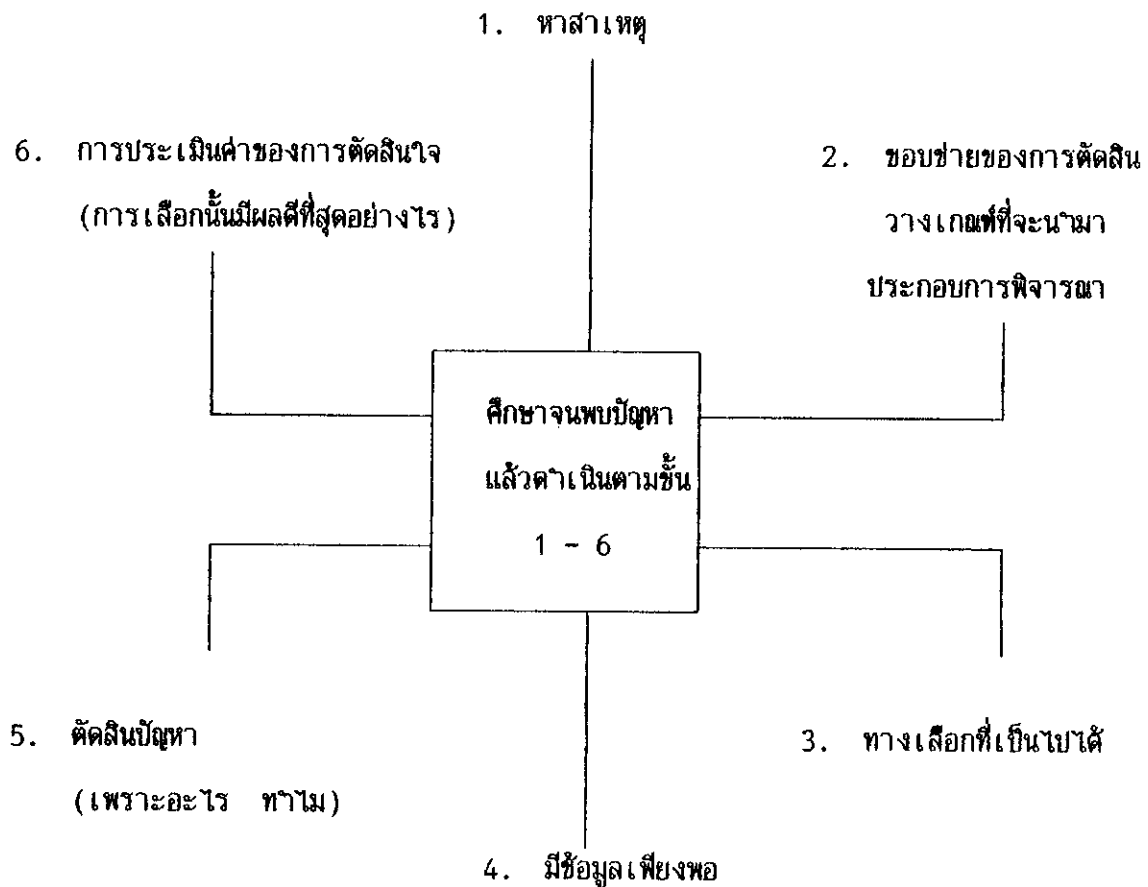 1. หาสาเหตุ
6. การประเมินค่าของการตัดสินใจ
(การเลือกนั้นมีผลดีที่สุดอย่างไร)
2. ขอบข่ายของการตัดสิน
วางเกณฑ์ที่จะนำมา
ประกอบการพิจารณา
ศึกษาจนพบปัญหา
แล้วดำเนินตามขั้น
1 - 6
5. ตัดสินปัญหา
(เพราะอะไร ทำไม)
3. ทางเลือกที่เป็นไปได้
4. มีข้อมูลเพียงพอ